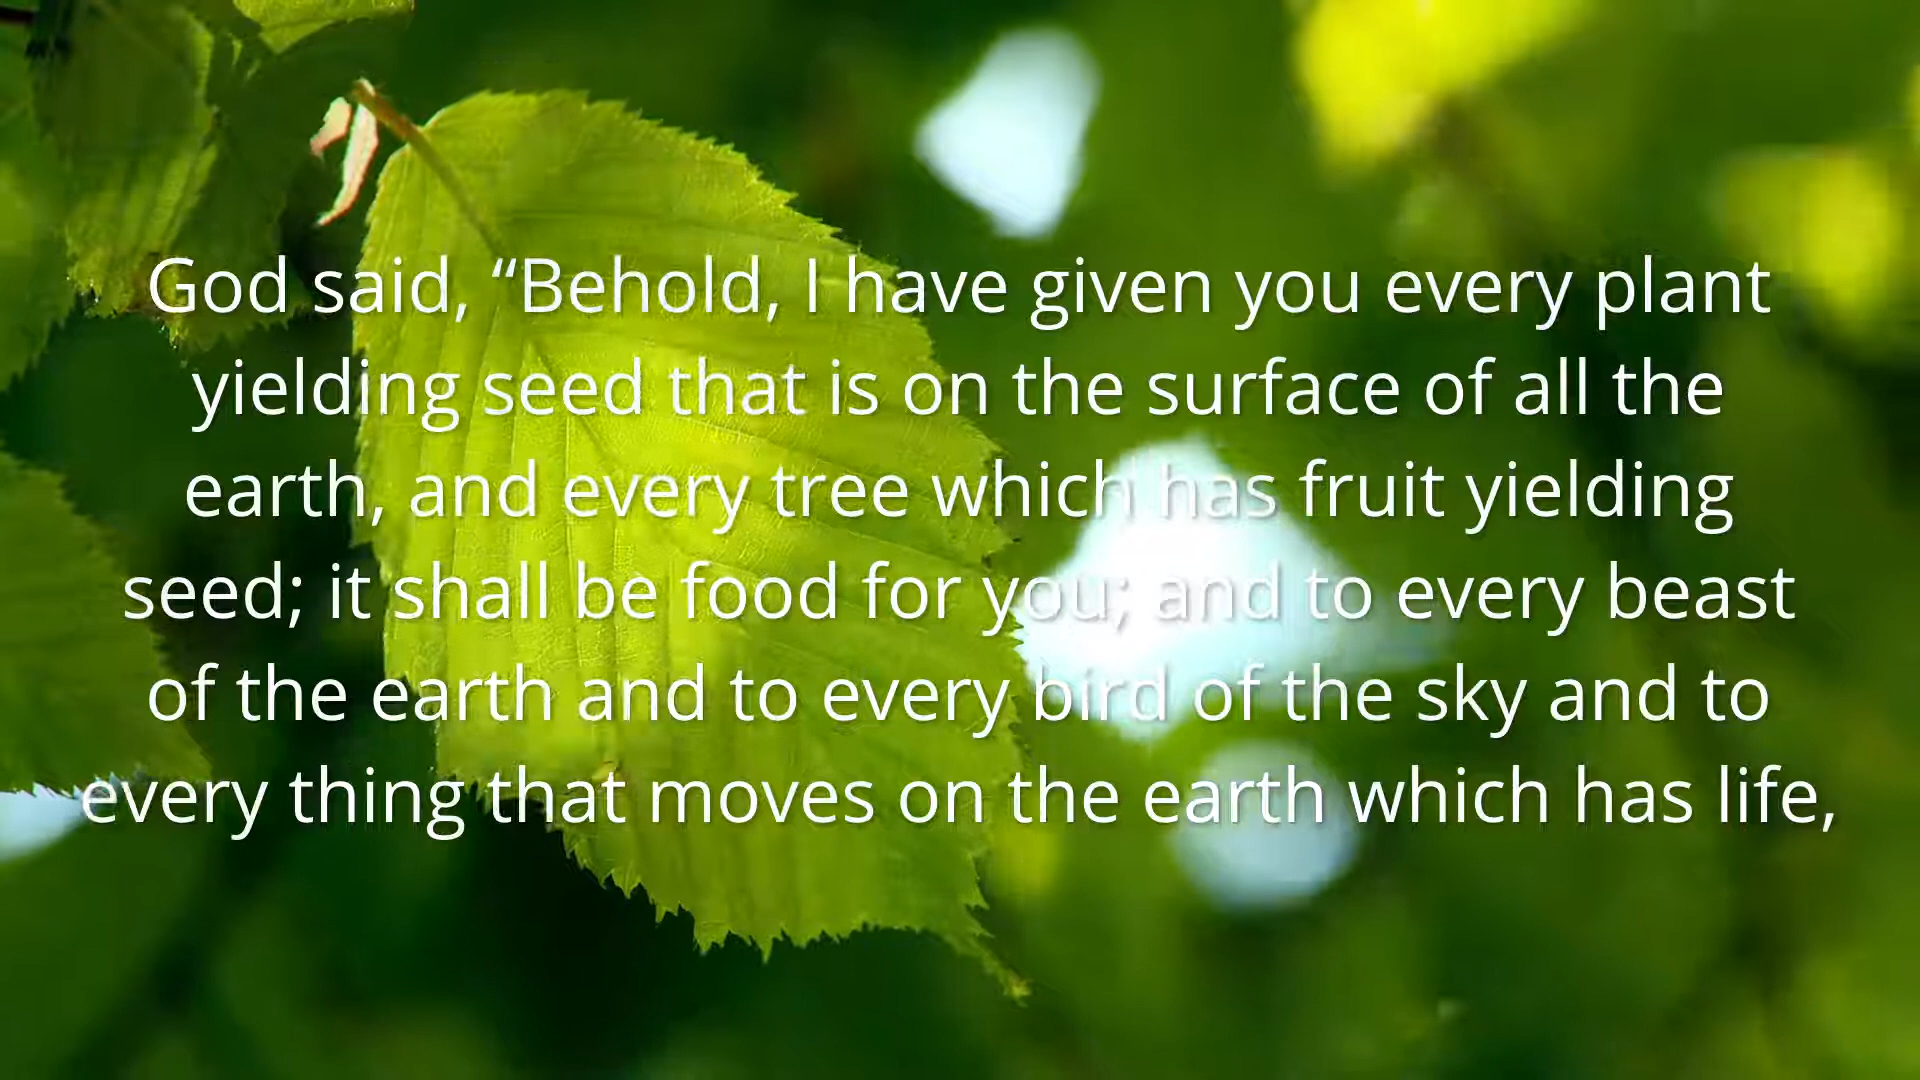 God said, “Behold, I have given you every plant
yielding seed that is on the surface of all the
earth, and every tree which has fruit yielding
seed; it shall be food for you; and to every beast
of the earth and to every bird of the sky and to
every thing that moves on the earth which has life,